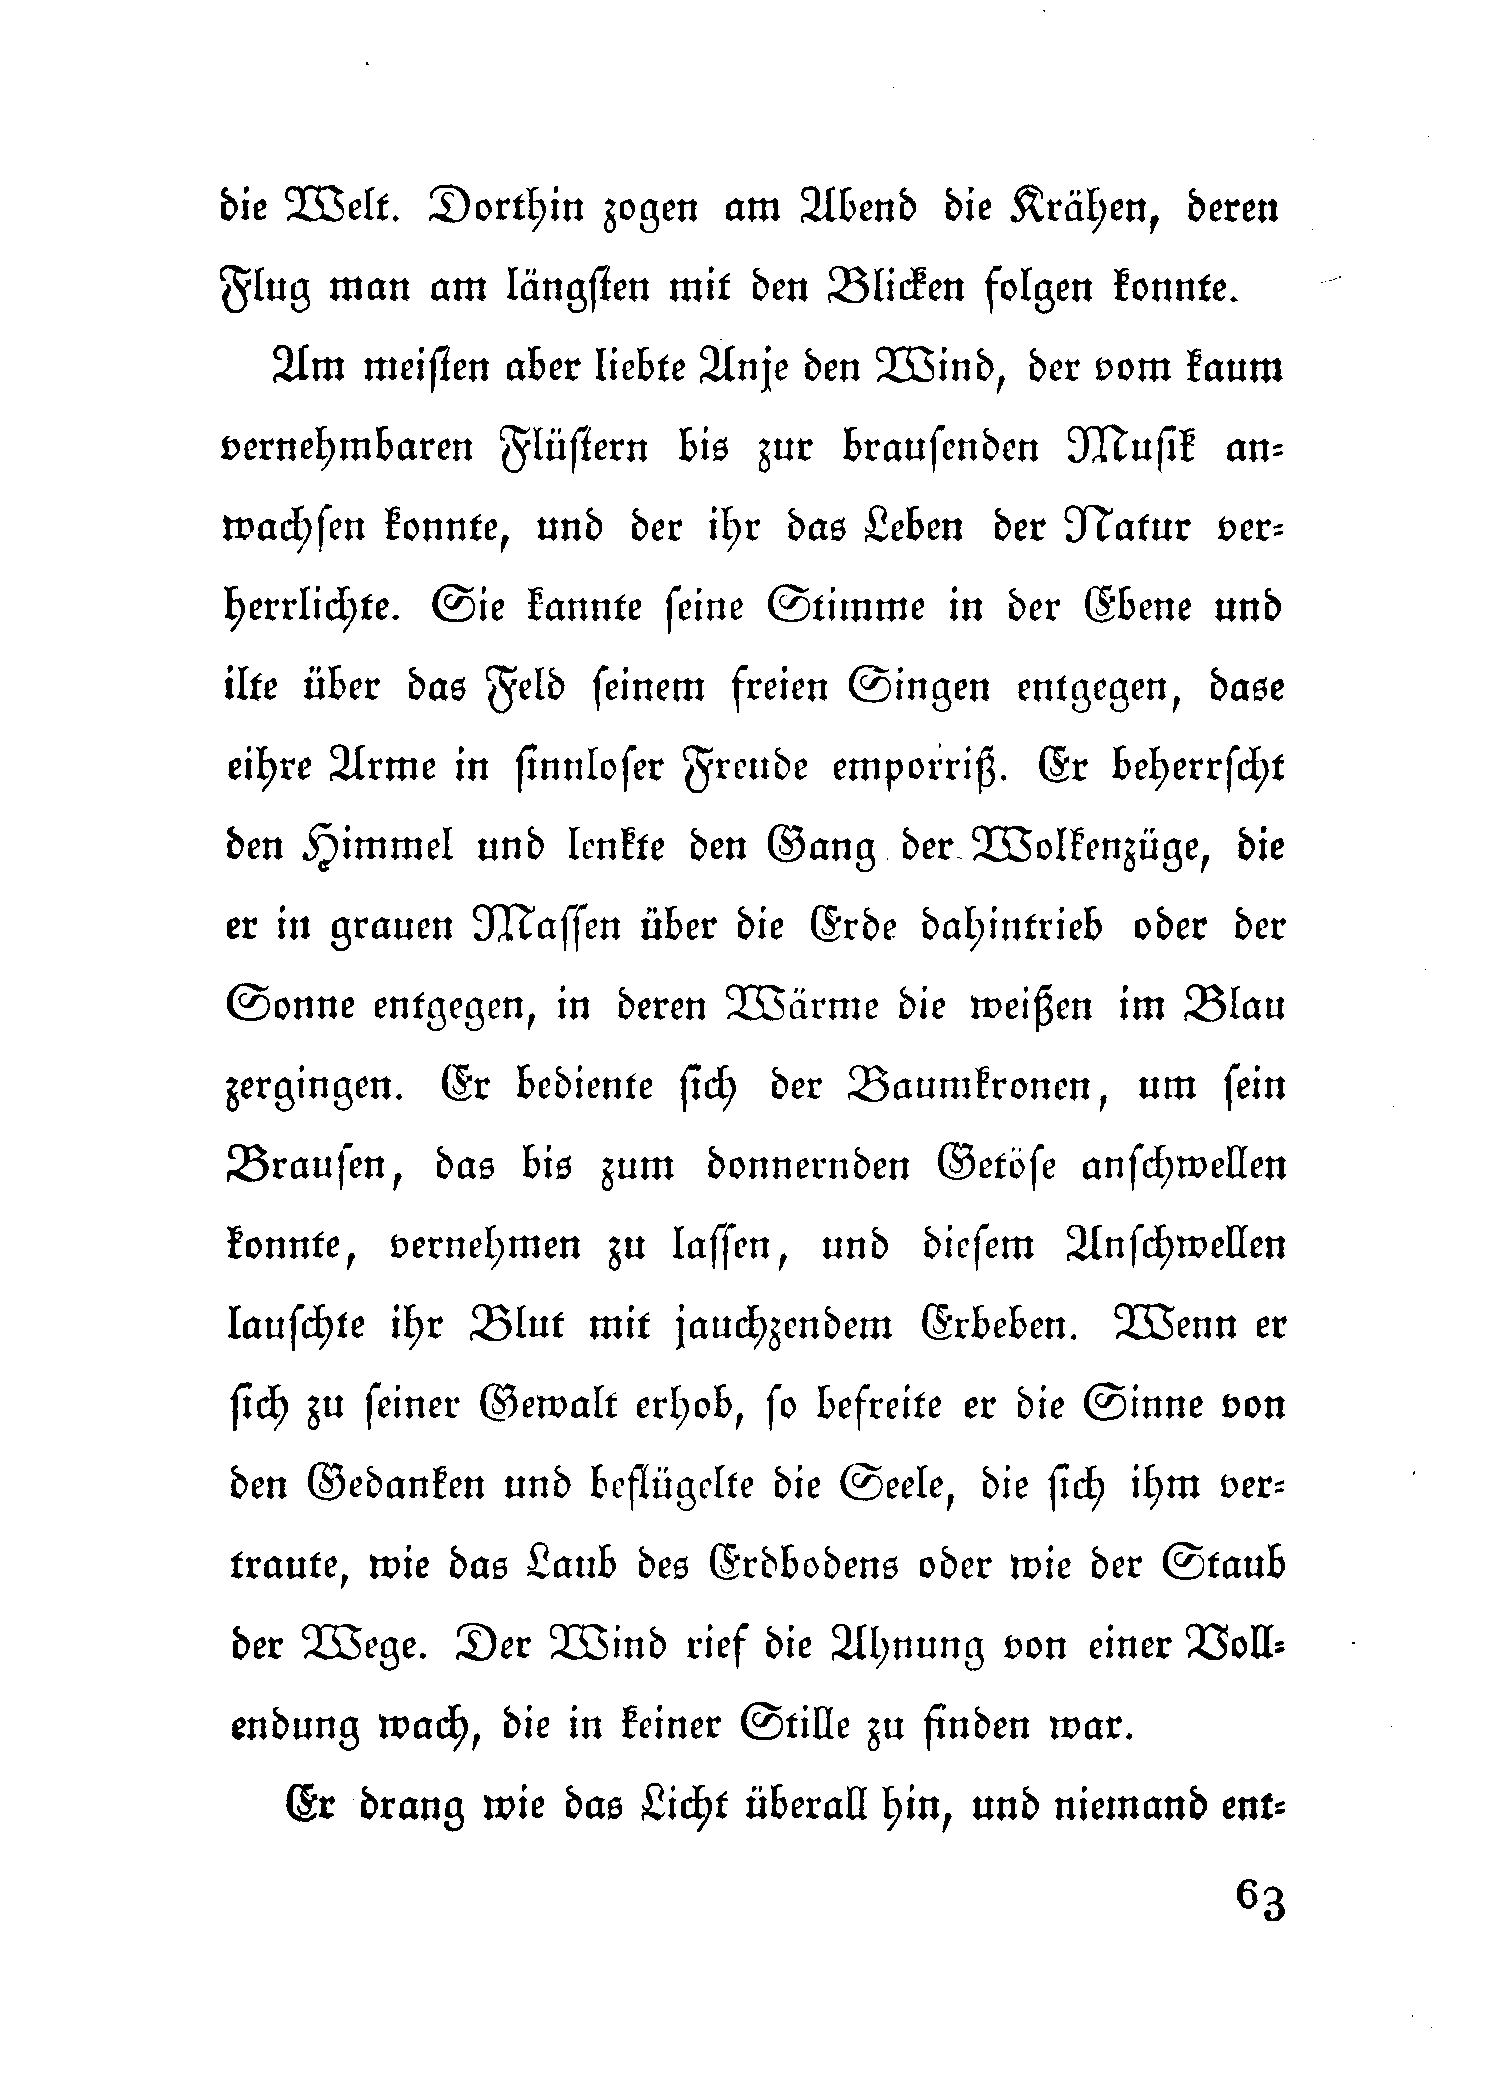 die Welt. Dorthin zogen am Abend die Krähen, deren
Flug man am längſten mit den Blicken folgen konnte.
Am meiſten aber liebte Anje den Wind, der vom kaum
vernehmbaren Flüſtern bis zur brauſenden Muſik an⸗
wachſen konnte, und der ihr das Leben der Natur ver⸗
herrlichte. Sie kannte ſeine Stimme in der Ebene und
ilte über das Feld ſeinem freien Singen entgegen, dase
eihre Arme in ſinnloſer Freude emporriß. Er beherrſcht
den Himmel und lenkte den Gang der Wolkenzüge, die
er in grauen Maſſen über die Erde dahintrieb oder der
Sonne entgegen, in deren Wärme die weißen im Blau
zergingen. Er bediente ſich der Baumkronen, um ſein
Brauſen, das bis zum donnernden Getöſe anſchwellen
konnte, vernehmen zu laſſen, und dieſem Anſchwellen
lauſchte ihr Blut mit jauchzendem Erbeben. Wenn er
ſich zu ſeiner Gewalt erhob, ſo befreite er die Sinne von
den Gedanken und beflügelte die Seele, die ſich ihm ver⸗
traute, wie das Laub des Erdbodens oder wie der Staub
der Wege. Der Wind rief die Ahnung von einer Voll⸗
endung wach, die in keiner Stille zu finden war.
Er drang wie das Licht überall hin, und niemand ent⸗
63